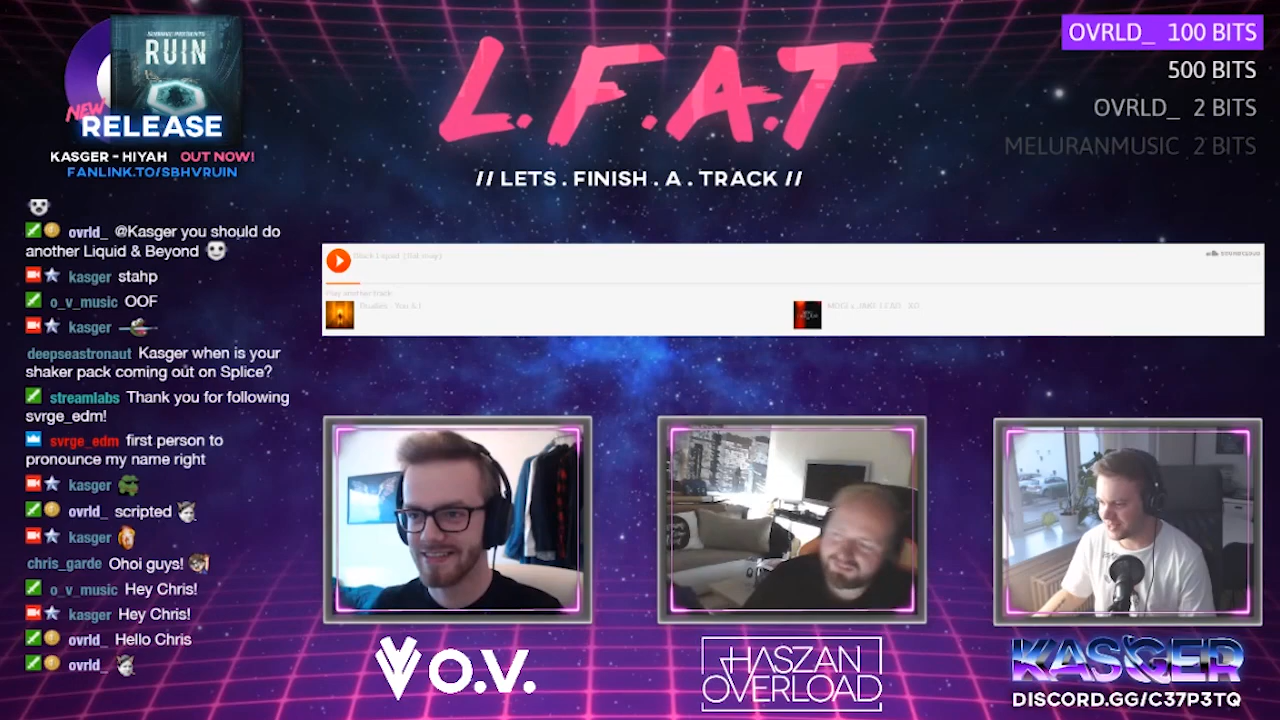 RUIN
NEW
RELEASE
KASGER - HIYAH OUT NOW!
FANLINK.TO/SBHVRUIN
L.F.A.T
// LETS . FINISH . A . TRACK //
OVRLD_ 100 BITS
500 BITS
OVRLD_ 2 BITS
MELURANMUSIC 2 BITS
ovrld_ @Kasger you should do
another Liquid & Beyond
kasger stahp
o_v_music OOF
kasger
deepseastronaut Kasger when is your
shaker pack coming out on Splice?
streamlabs Thank you for following
svrge_edm!
svrge_edm first person to
pronounce my name right
kasger
ovrld_ scripted
kasger
chris_garde Ohoi guys!
o_v_music Hey Chris!
kasger Hey Chris!
ovrld_ Hello Chris
ovrld_
O.V.
HASZAN
OVERLOAD
KASGER
DISCORD.GG/C37P3TQ